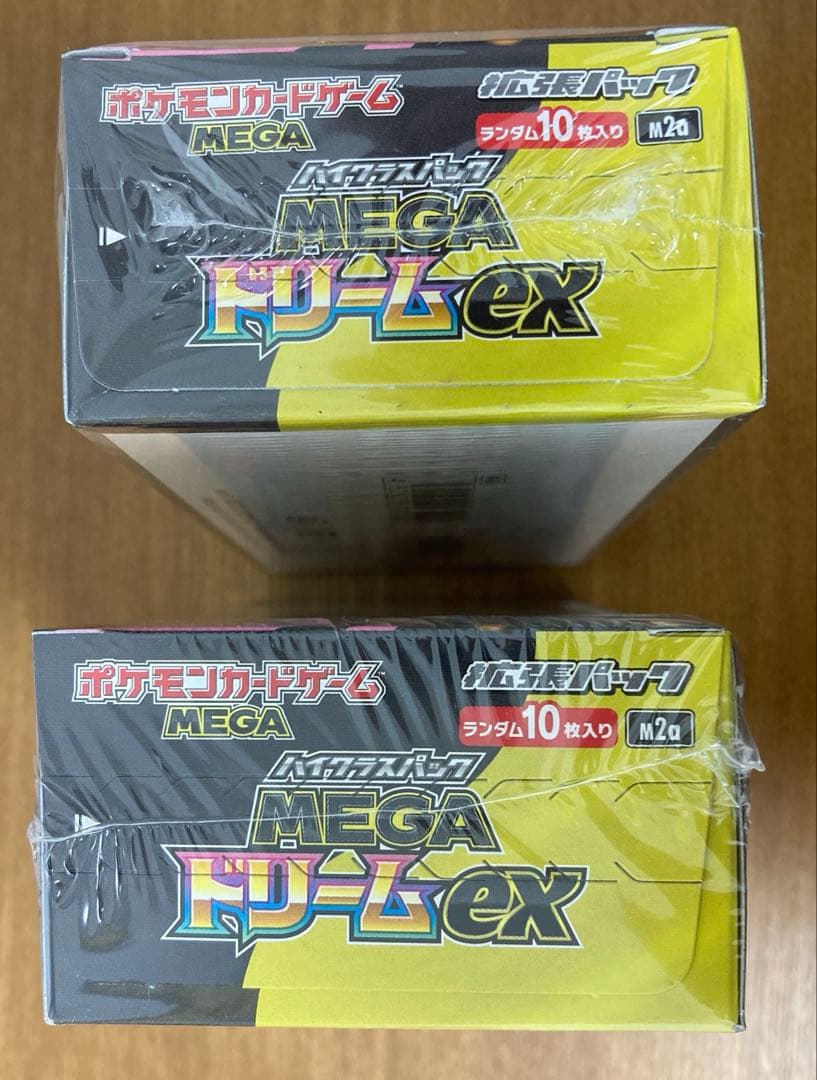 ポケモンカードゲーム
MEGA
拡張パック
ランダム10枚入り
M2a
ハイクラスパック
MEGA
ドリームex
ポケモンカードゲーム
MEGA
拡張パック
ランダム10枚入り
M2a
ハイクラスパック
MEGA
ドリームex